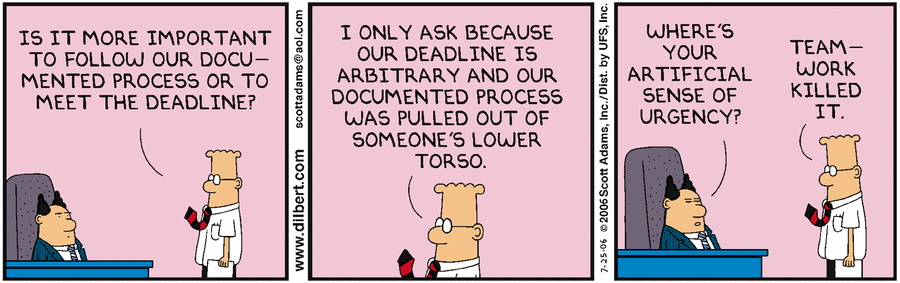 IS IT MORE IMPORTANT
TO FOLLOW OUR DOCU–
MENTED PROCESS OR TO
MEET THE DEADLINE?
www.dilbert.com scottadams@aol.com
I ONLY ASK BECAUSE
OUR DEADLINE IS
ARBITRARY AND OUR
DOCUMENTED PROCESS
WAS PULLED OUT OF
SOMEONE'S LOWER
TORSO.
7-25-06 © 2006 Scott Adams, Inc./Dist. by UFS, Inc.
WHERE'S
YOUR
ARTIFICIAL
SENSE OF
URGENCY?
TEAM–
WORK
KILLED
IT.